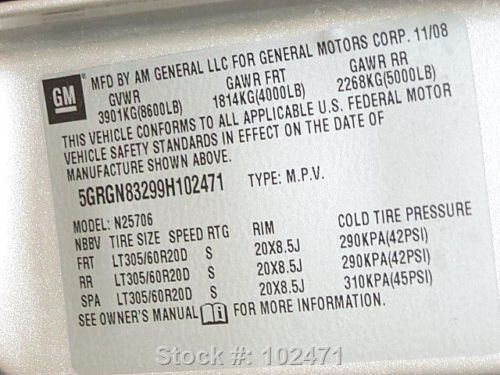 GM
MFD BY AM GENERAL LLC FOR GENERAL MOTORS CORP. 11/08
GVWR GAWR FRT GAWR RR
3901KG(8600LB) 1814KG(4000LB) 2268KG(5000LB)
THIS VEHICLE CONFORMS TO ALL APPLICABLE U.S. FEDERAL MOTOR
VEHICLE SAFETY STANDARDS IN EFFECT ON THE DATE OF
MANUFACTURE SHOWN ABOVE.
5GRGN83299H102471 TYPE: M.P.V.
MODEL: N25706
NBBV TIRE SIZE SPEED RTG RIM COLD TIRE PRESSURE
FRT LT305/60R20D S 20X8.5J 290KPA(42PSI)
RR LT305/60R20D S 20X8.5J 290KPA(42PSI)
SPA LT305/60R20D S 20X8.5J 310KPA(45PSI)
SEE OWNER'S MANUAL FOR MORE INFORMATION.
Stock #: 102471